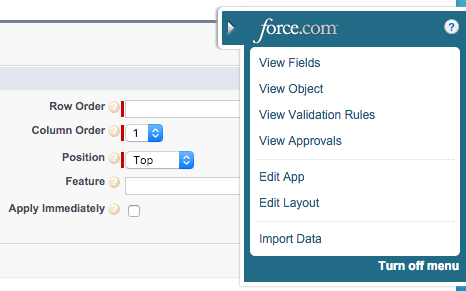 force.com
?
View Fields
View Object
View Validation Rules
View Approvals
Edit App
Edit Layout
Import Data
Turn off menu
Row Order ?
Column Order ? 1
Position ? Top
Feature ?
Apply Immediately ?